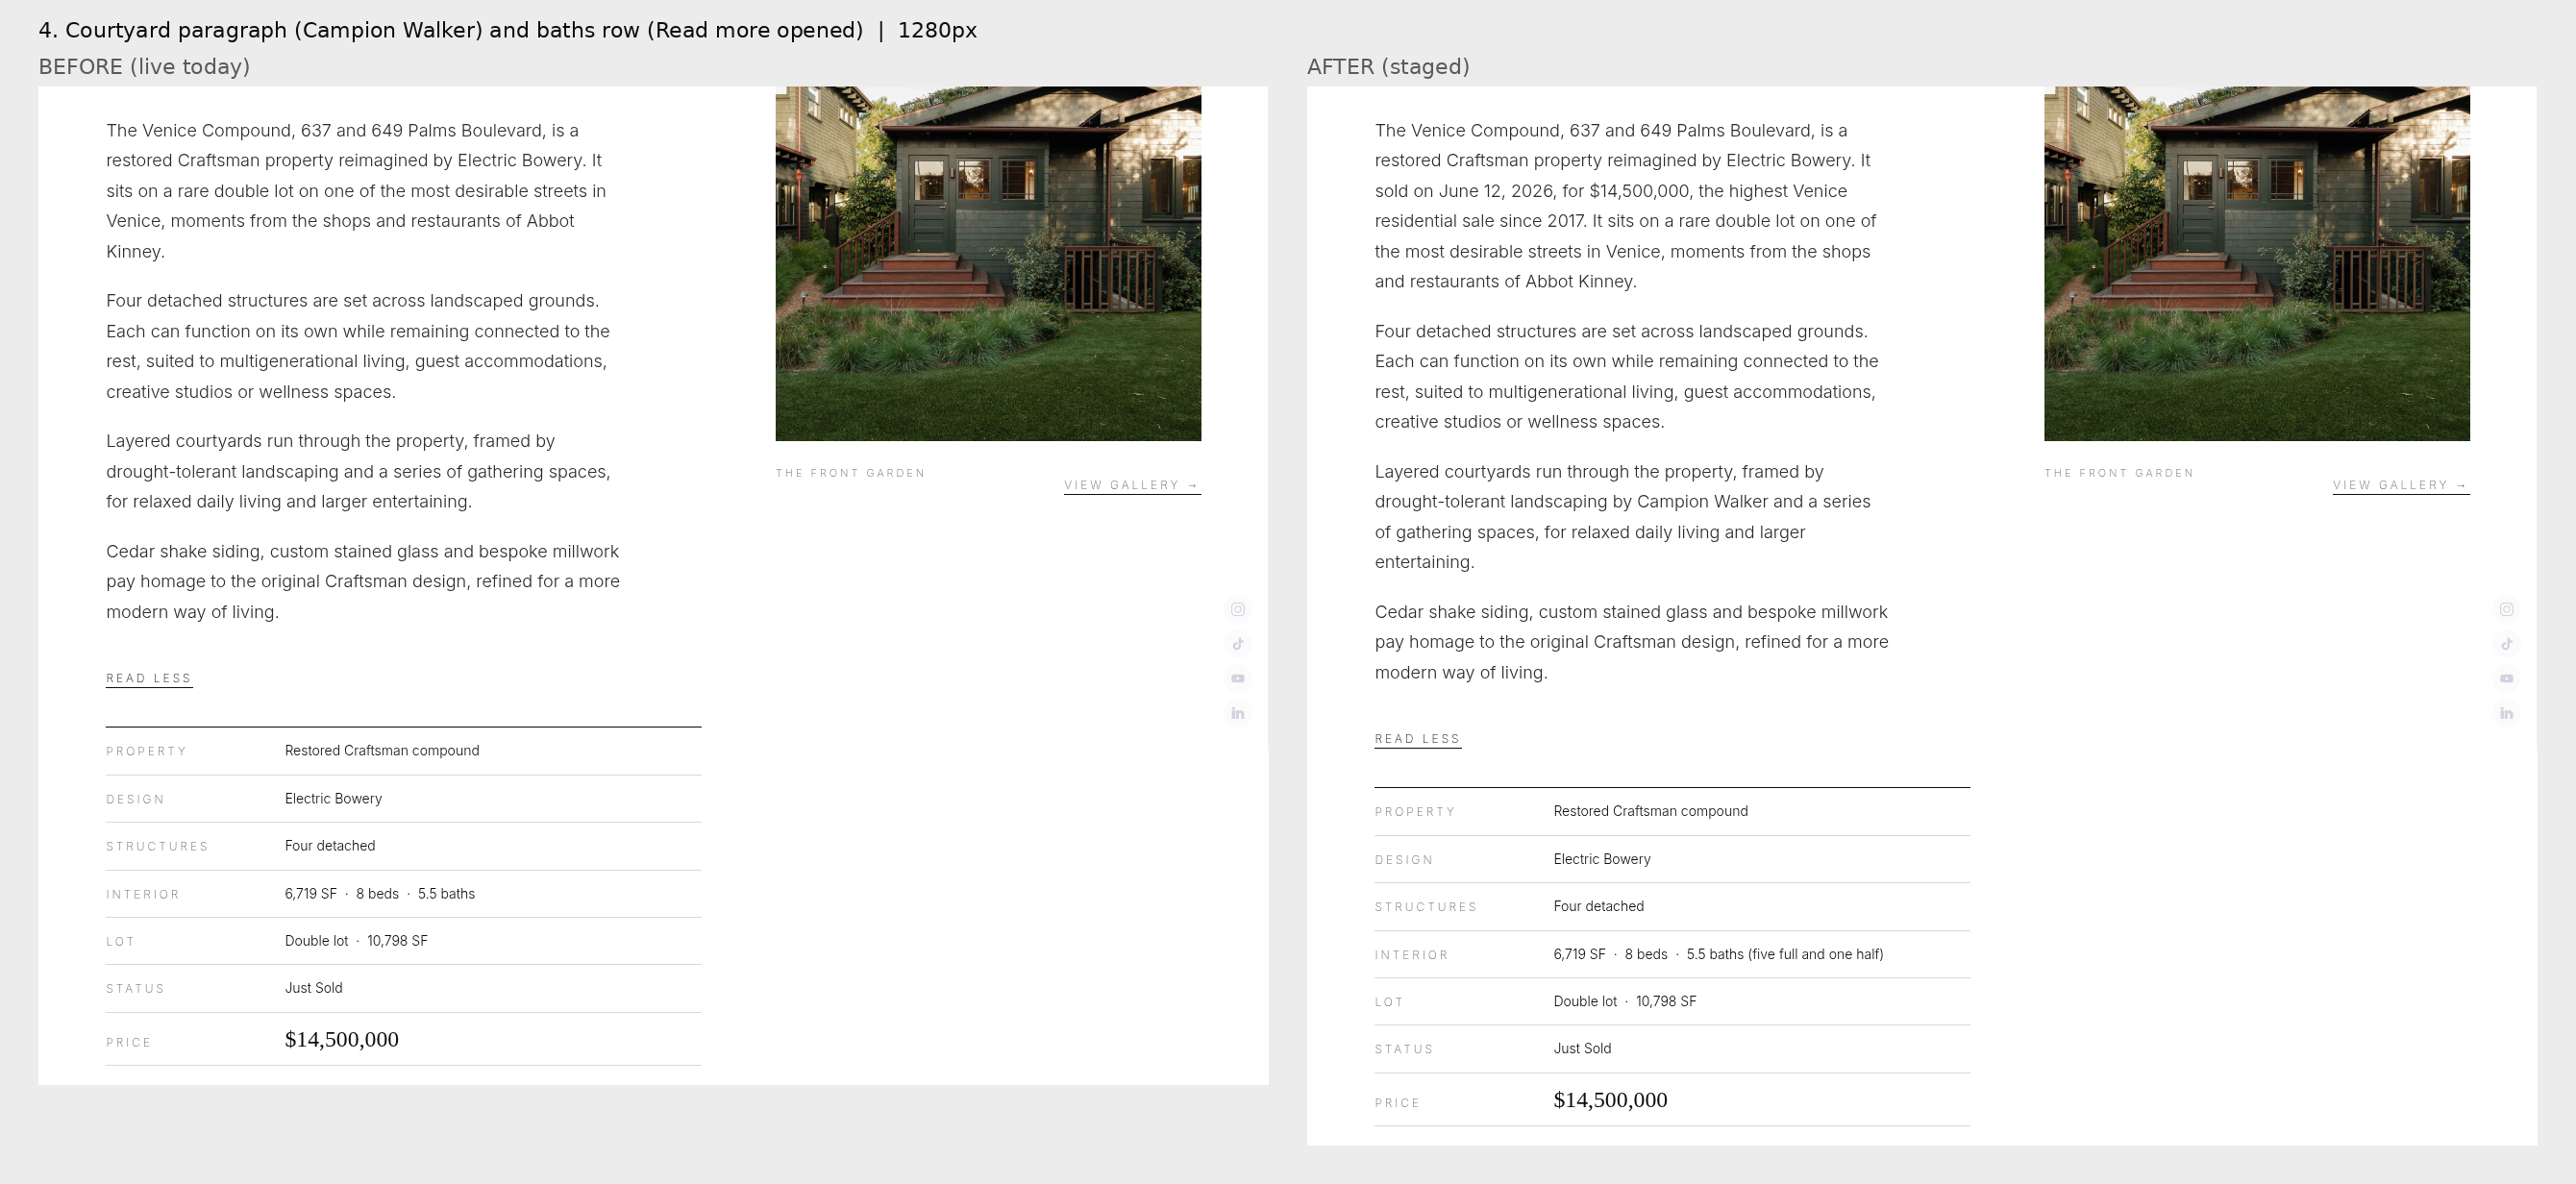 4. Courtyard paragraph (Campion Walker) and baths row (Read more opened)  |  1280px
BEFORE (live today)
The Venice Compound, 637 and 649 Palms Boulevard, is a
restored Craftsman property reimagined by Electric Bowery. It
sits on a rare double lot on one of the most desirable streets in
Venice, moments from the shops and restaurants of Abbot
Kinney.
Four detached structures are set across landscaped grounds.
Each can function on its own while remaining connected to the
rest, suited to multigenerational living, guest accommodations,
creative studios or wellness spaces.
Layered courtyards run through the property, framed by
drought-tolerant landscaping and a series of gathering spaces,
for relaxed daily living and larger entertaining.
Cedar shake siding, custom stained glass and bespoke millwork
pay homage to the original Craftsman design, refined for a more
modern way of living.
READ LESS
PROPERTY Restored Craftsman compound
DESIGN Electric Bowery
STRUCTURES Four detached
INTERIOR 6,719 SF · 8 beds · 5.5 baths
LOT Double lot · 10,798 SF
STATUS Just Sold
PRICE $14,500,000
THE FRONT GARDEN
VIEW GALLERY →
AFTER (staged)
The Venice Compound, 637 and 649 Palms Boulevard, is a
restored Craftsman property reimagined by Electric Bowery. It
sold on June 12, 2026, for $14,500,000, the highest Venice
residential sale since 2017. It sits on a rare double lot on one of
the most desirable streets in Venice, moments from the shops
and restaurants of Abbot Kinney.
Four detached structures are set across landscaped grounds.
Each can function on its own while remaining connected to the
rest, suited to multigenerational living, guest accommodations,
creative studios or wellness spaces.
Layered courtyards run through the property, framed by
drought-tolerant landscaping by Campion Walker and a series
of gathering spaces, for relaxed daily living and larger
entertaining.
Cedar shake siding, custom stained glass and bespoke millwork
pay homage to the original Craftsman design, refined for a more
modern way of living.
READ LESS
PROPERTY Restored Craftsman compound
DESIGN Electric Bowery
STRUCTURES Four detached
INTERIOR 6,719 SF · 8 beds · 5.5 baths (five full and one half)
LOT Double lot · 10,798 SF
STATUS Just Sold
PRICE $14,500,000
THE FRONT GARDEN
VIEW GALLERY →